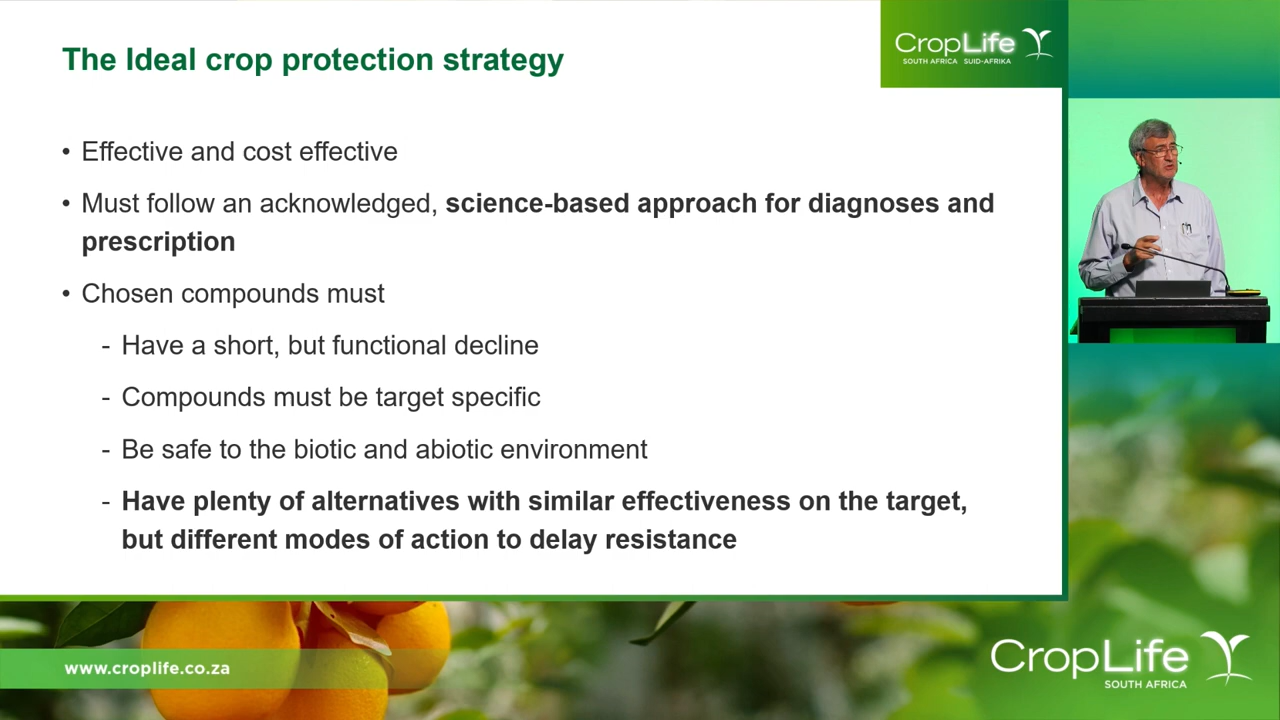 The Ideal crop protection strategy
CropLife
SOUTH AFRICA SUID-AFRIKA
• Effective and cost effective
• Must follow an acknowledged, science-based approach for diagnoses and
prescription
• Chosen compounds must
- Have a short, but functional decline
- Compounds must be target specific
- Be safe to the biotic and abiotic environment
- Have plenty of alternatives with similar effectiveness on the target,
but different modes of action to delay resistance
www.croplife.co.za
CropLife
SOUTH AFRICA